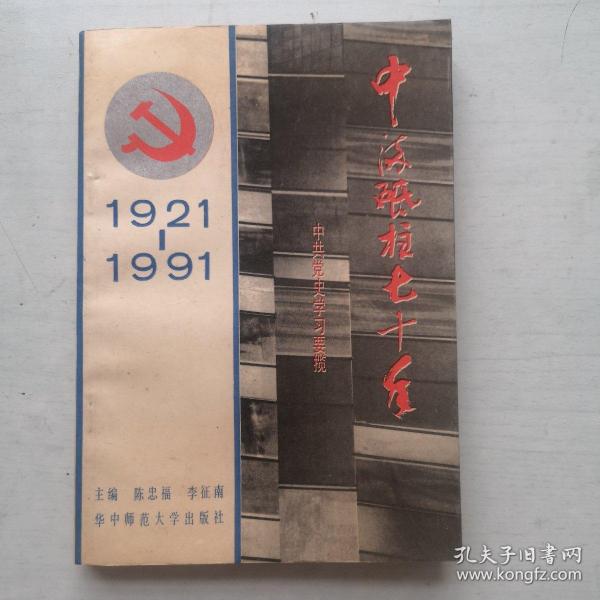 1921
-
1991
中流砥柱七十年
中共党史学习要揽
主编 陈忠福 李征南
华中师范大学出版社
孔夫子旧书网
www.kongfz.com